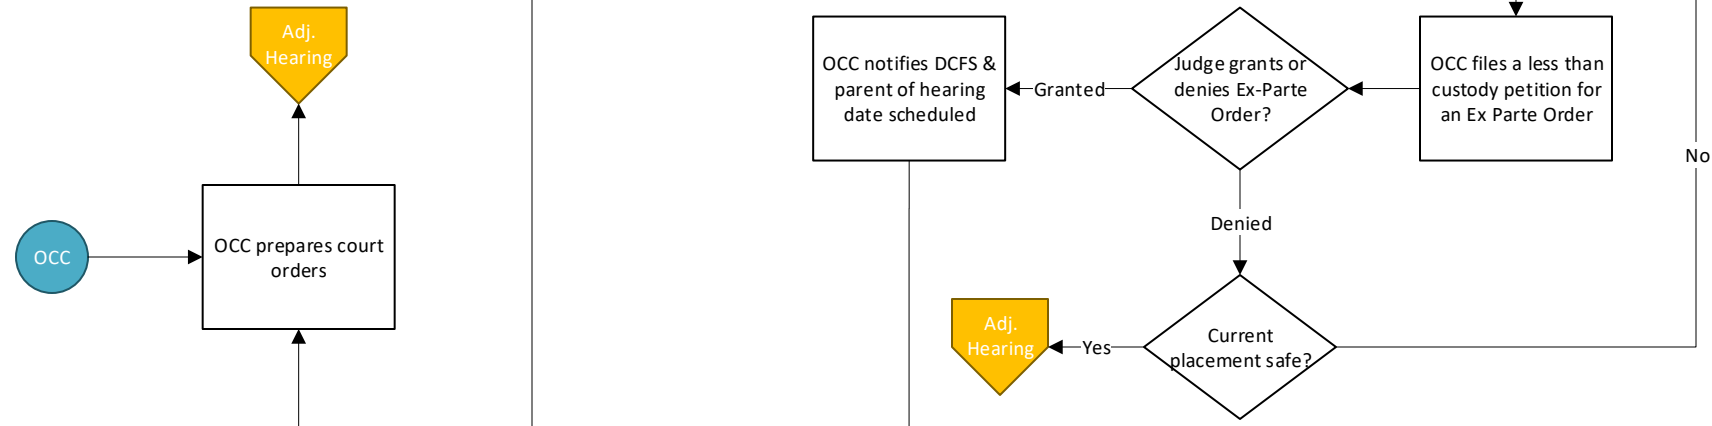 Adj.
Hearing
OCC
OCC prepares court
orders
OCC notifies DCFS &
parent of hearing
date scheduled
Granted
Judge grants or
denies Ex-Parte
Order?
OCC files a less than
custody petition for
an Ex Parte Order
No
Denied
Adj.
Hearing
Yes
Current
placement safe?